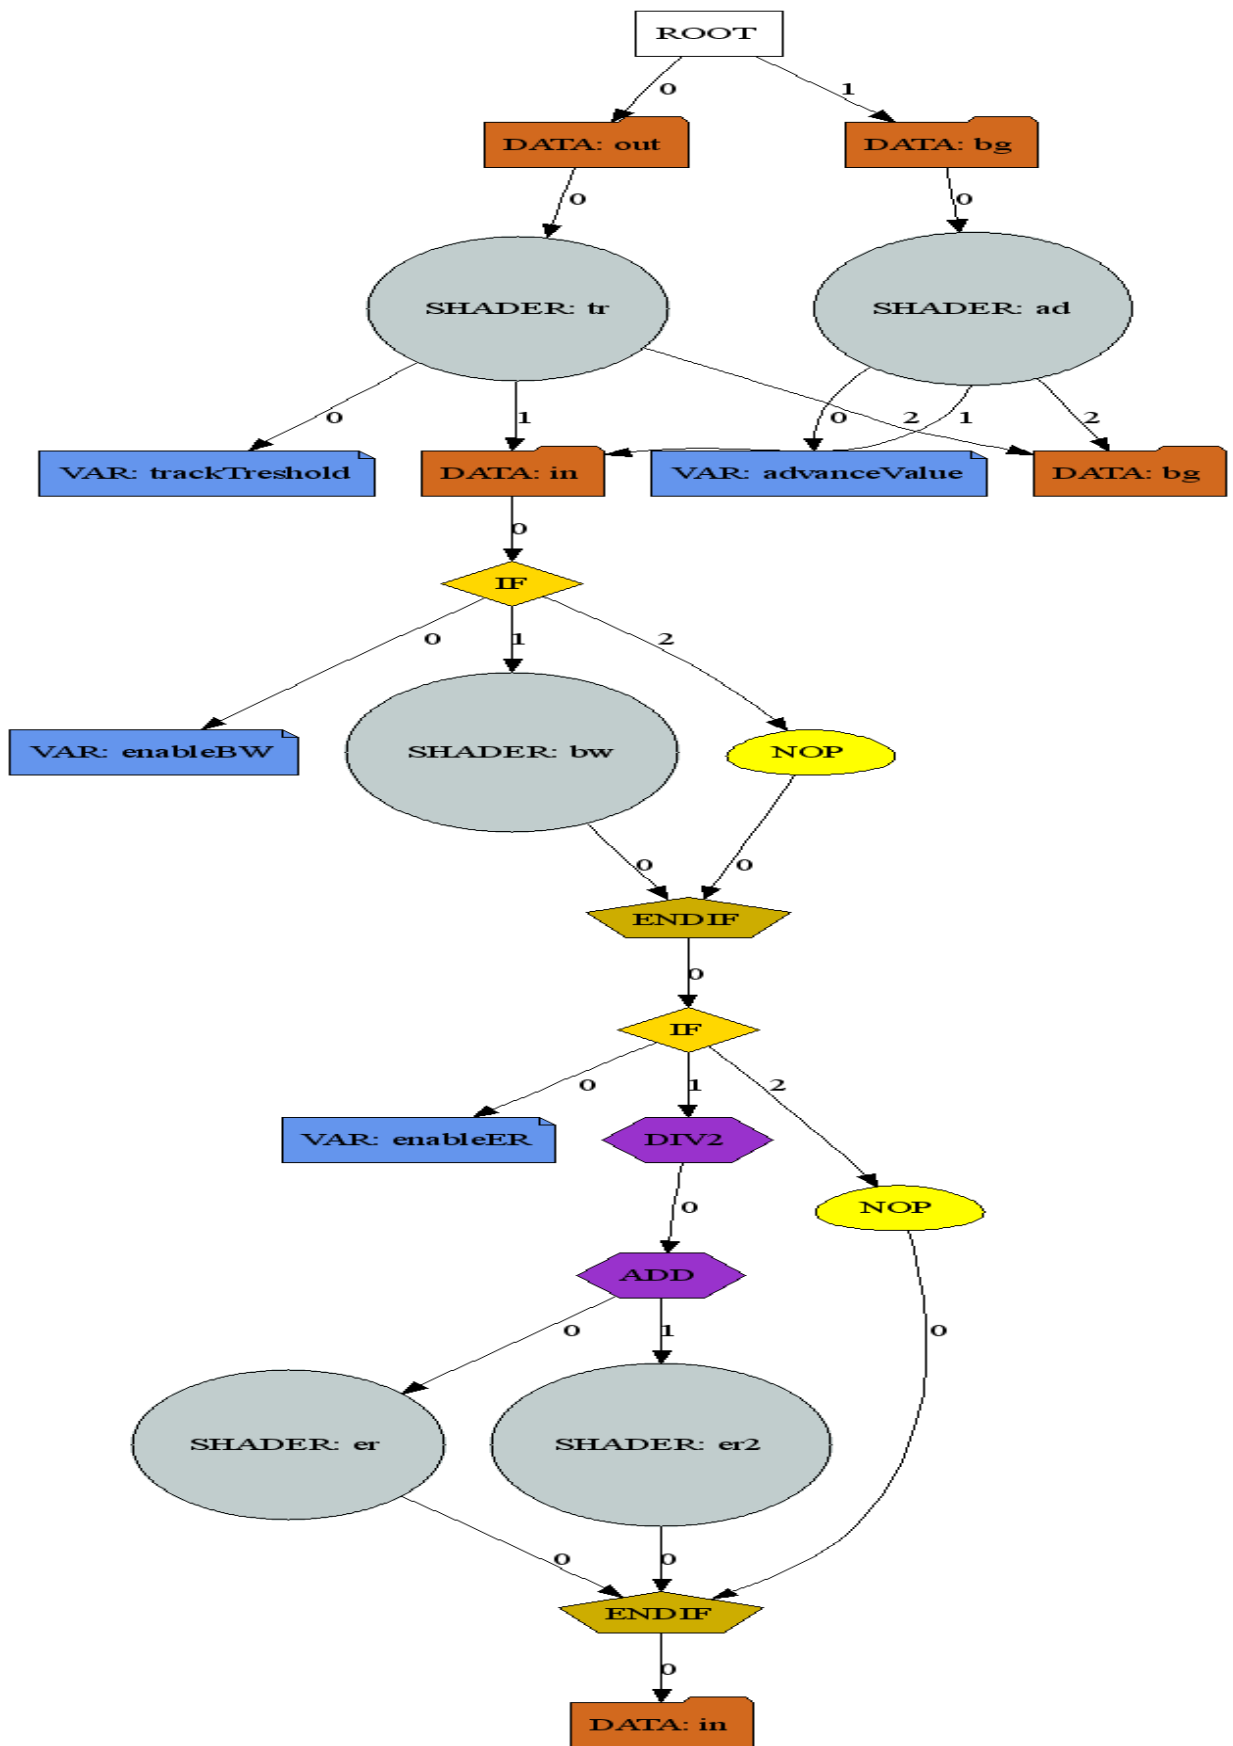 ROOT
0
1
DATA: out
DATA: bg
0
0
SHADER: tr
SHADER: ad
0
1
2
0
1
2
VAR: trackTreshold
DATA: in
VAR: advanceValue
DATA: bg
0
IF
0
1
2
VAR: enableBW
SHADER: bw
NOP
0
0
ENDIF
0
IF
0
1
2
VAR: enableER
DIV2
0
NOP
ADD
0
1
0
SHADER: er
SHADER: er2
0
0
ENDIF
0
DATA: in